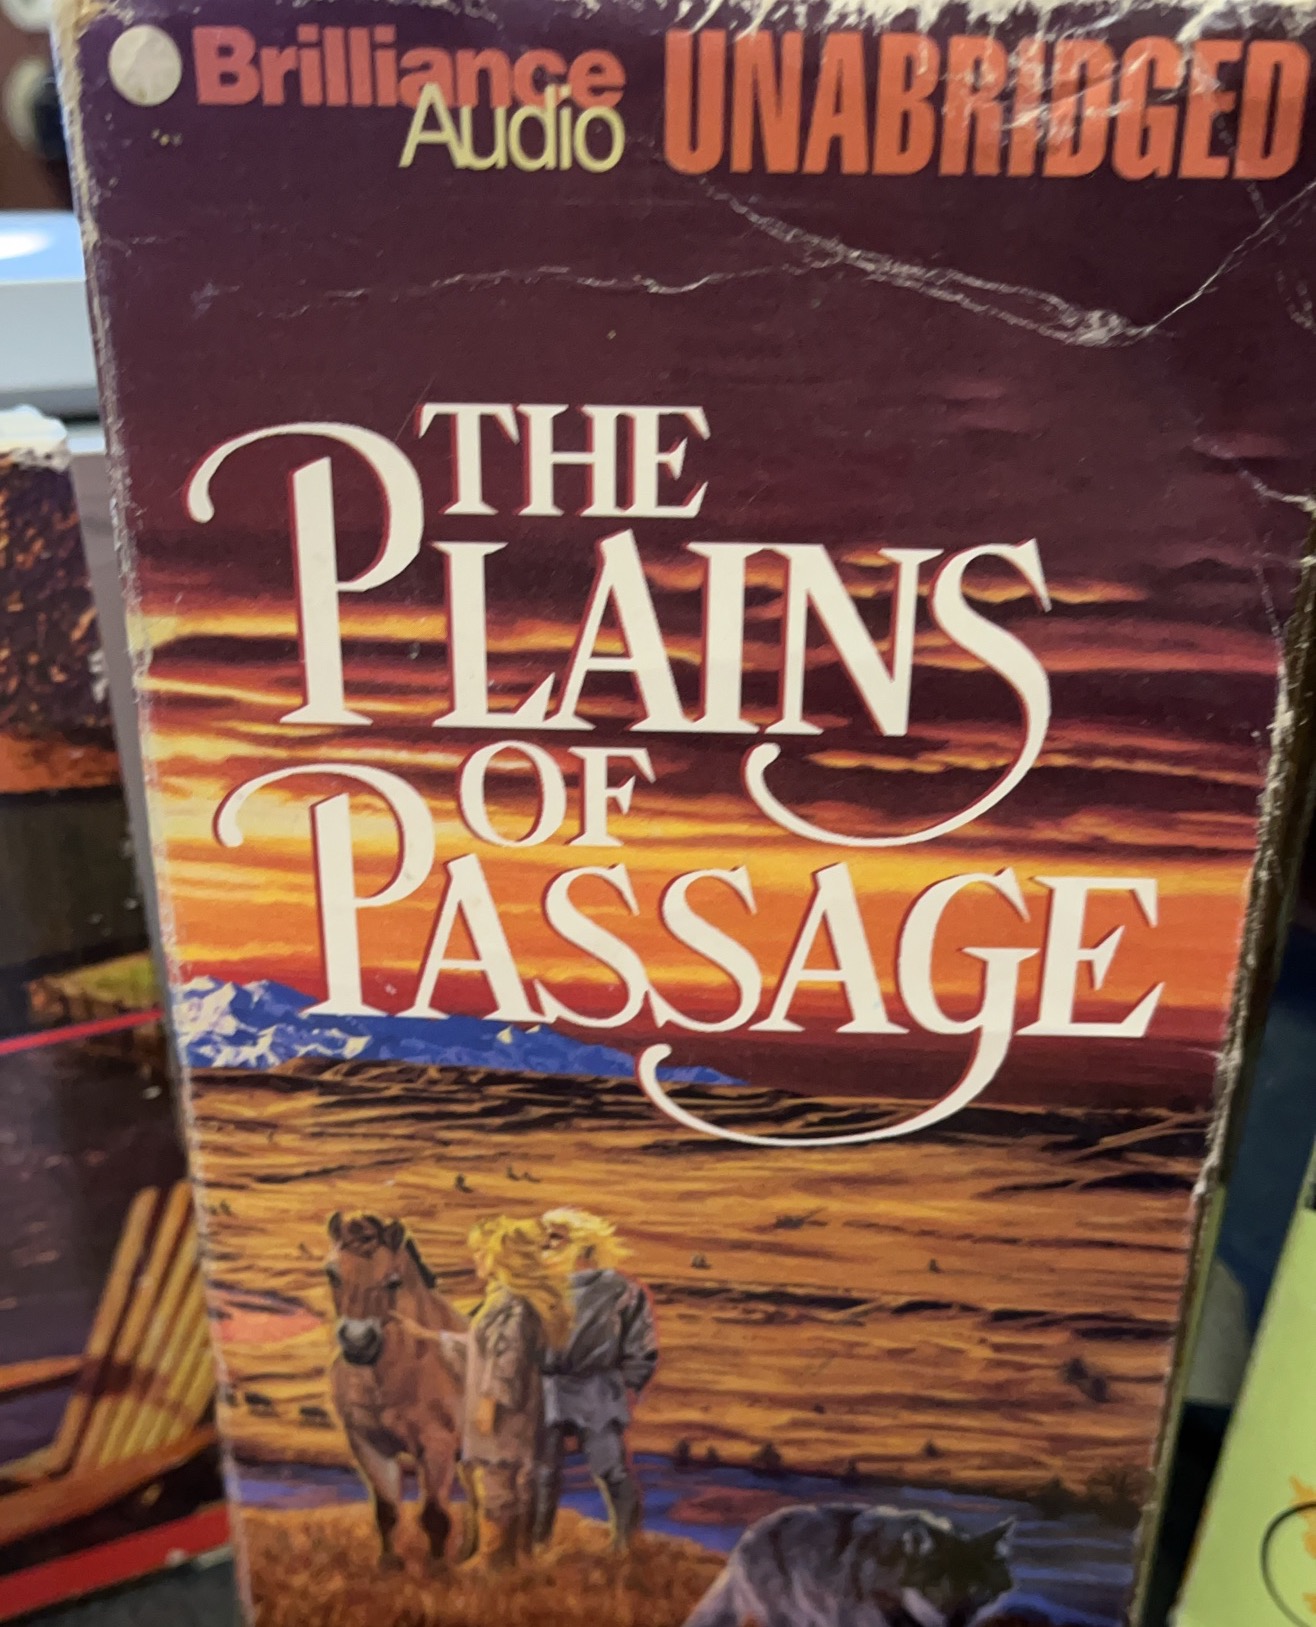 Brilliance
Audio
UNABRIDGED
THE
PLAINS
OF
PASSAGE